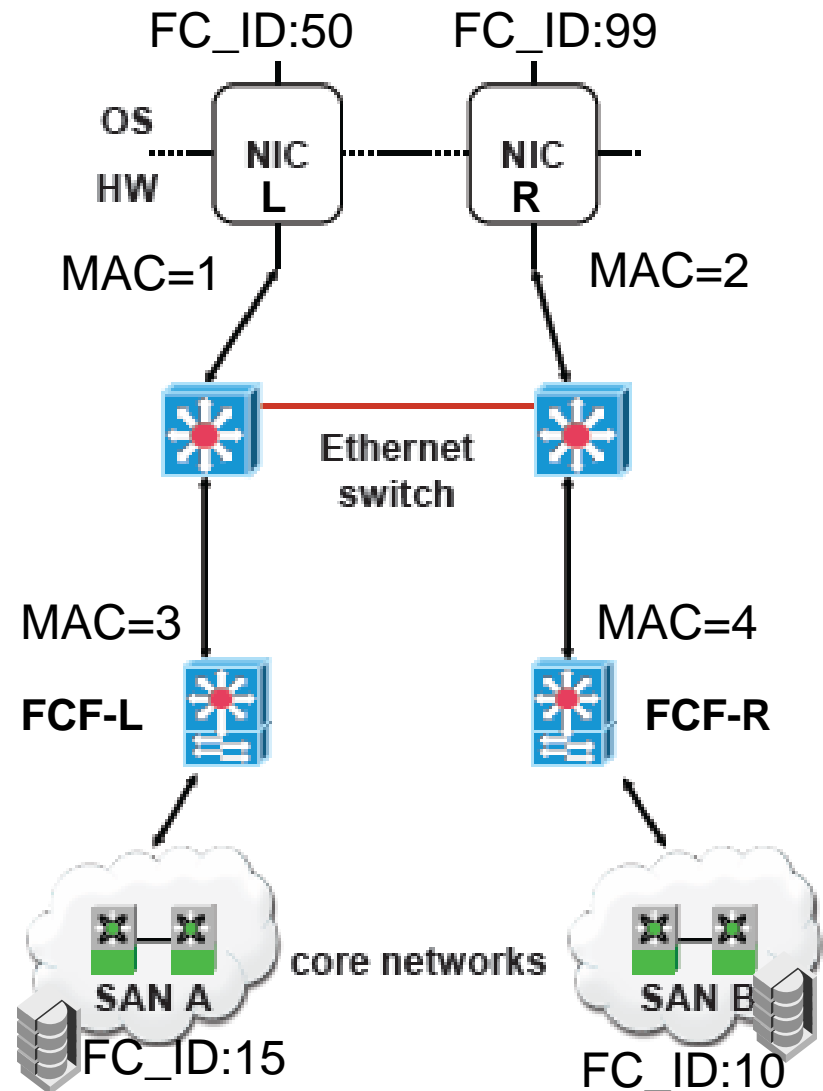 FC_ID:50 FC_ID:99
OS
HW
NIC
L
NIC
R
MAC=1
MAC=2
Ethernet
switch
MAC=3
MAC=4
FCF-L
FCF-R
core networks
SAN A
SAN B
FC_ID:15
FC_ID:10